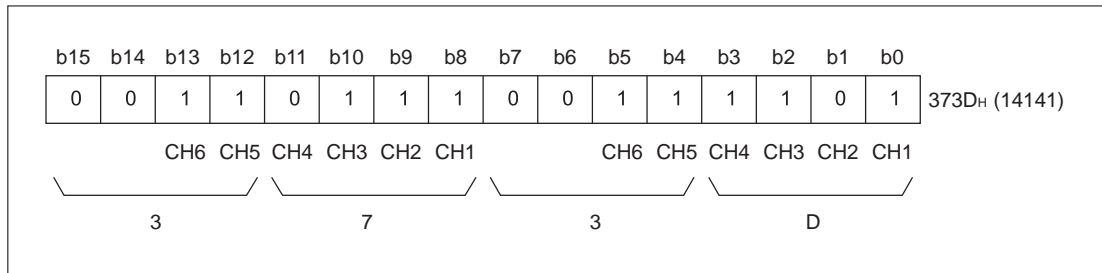 b15 b14 b13 b12 b11 b10 b9 b8 b7 b6 b5 b4 b3 b2 b1 b0
0 0 1 1 0 1 1 1 0 0 1 1 1 1 0 1 373DH (14141)
CH6 CH5 CH4 CH3 CH2 CH1 CH6 CH5 CH4 CH3 CH2 CH1
3 7 3 D